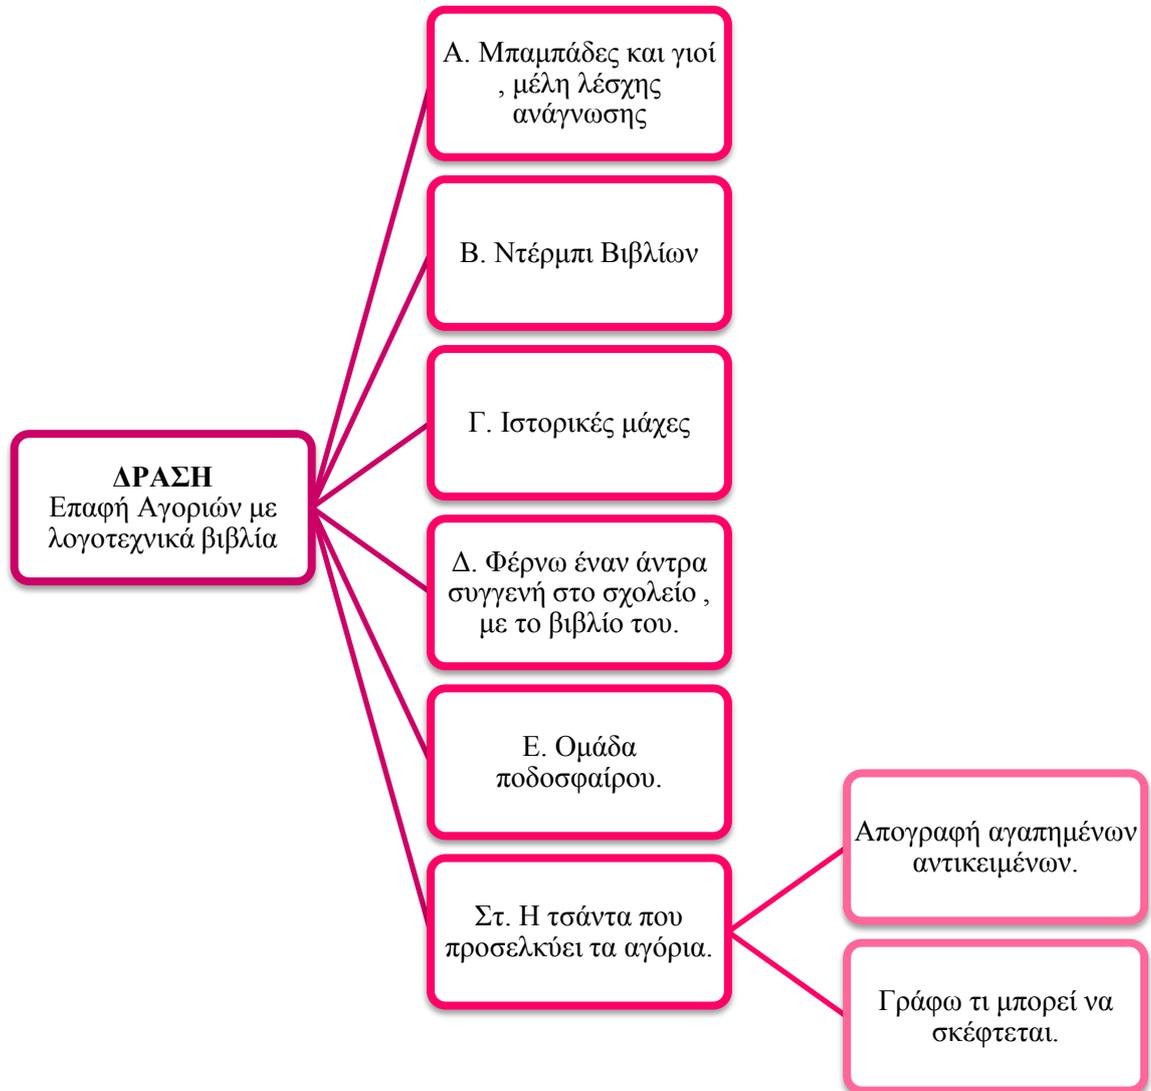 Α. Μπαμπάδες και γιοί
, μέλη λέσχης
ανάγνωσης
Β. Ντέρμπι Βιβλίων
Γ. Ιστορικές μάχες
ΔΡΑΣΗ
Επαφή Αγοριών με
λογοτεχνικά βιβλία
Δ. Φέρνω έναν άντρα
συγγενή στο σχολείο ,
με το βιβλίο του.
Ε. Ομάδα
ποδοσφαίρου.
Στ. Η τσάντα που
προσελκύει τα αγόρια.
Απογραφή αγαπημένων
αντικειμένων.
Γράφω τι μπορεί να
σκέφτεται.